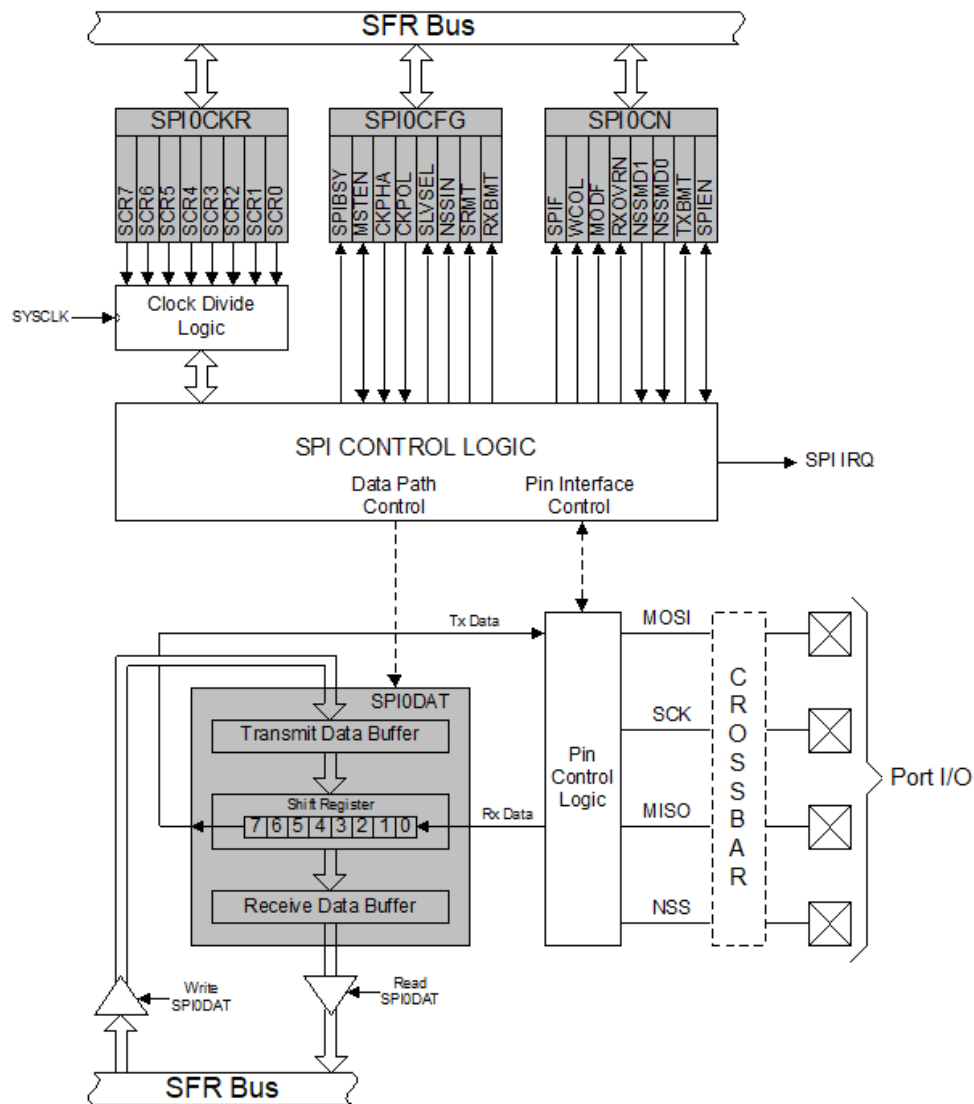 SFR Bus
SPI0CKR
SPI0CFG
SPI0CN
SCR7
SCR6
SCR5
SCR4
SCR3
SCR2
SCR1
SCR0
SPIBSY
MSTEN
CKPHA
CKPOL
SLVSEL
NSSIN
SRMT
RXBMT
SPIF
WCOL
MODF
RXOVRN
NSSMD1
NSSMD0
TXBMT
SPIEN
SYSCLK
Clock Divide
Logic
SPI CONTROL LOGIC
SPI IRQ
Data Path
Control
Pin Interface
Control
Tx Data
MOSI
SPI0DAT
Transmit Data Buffer
SCK
Shift Register
7 6 5 4 3 2 1 0
Rx Data
Pin
Control
Logic
MISO
Receive Data Buffer
NSS
CROSSBAR
Port I/O
Write
SPI0DAT
Read
SPI0DAT
SFR Bus